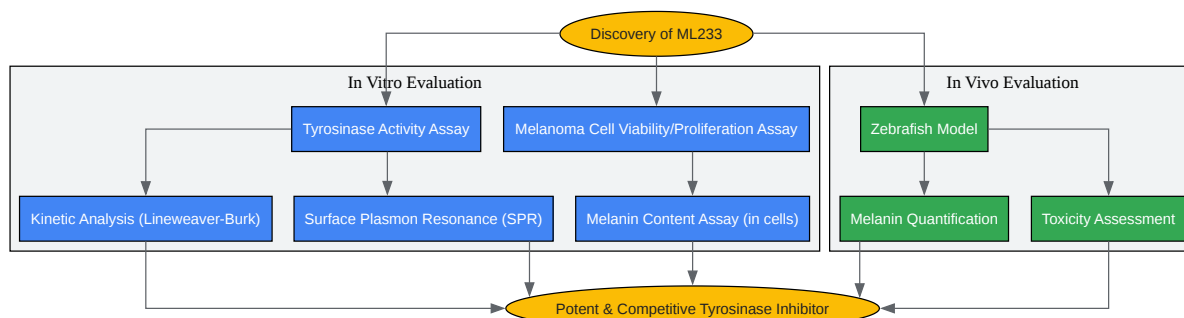 Discovery of ML233
In Vitro Evaluation
In Vivo Evaluation
Tyrosinase Activity Assay
Melanoma Cell Viability/Proliferation Assay
Zebrafish Model
Kinetic Analysis (Lineweaver-Burk)
Surface Plasmon Resonance (SPR)
Melanin Content Assay (in cells)
Melanin Quantification
Toxicity Assessment
Potent & Competitive Tyrosinase Inhibitor